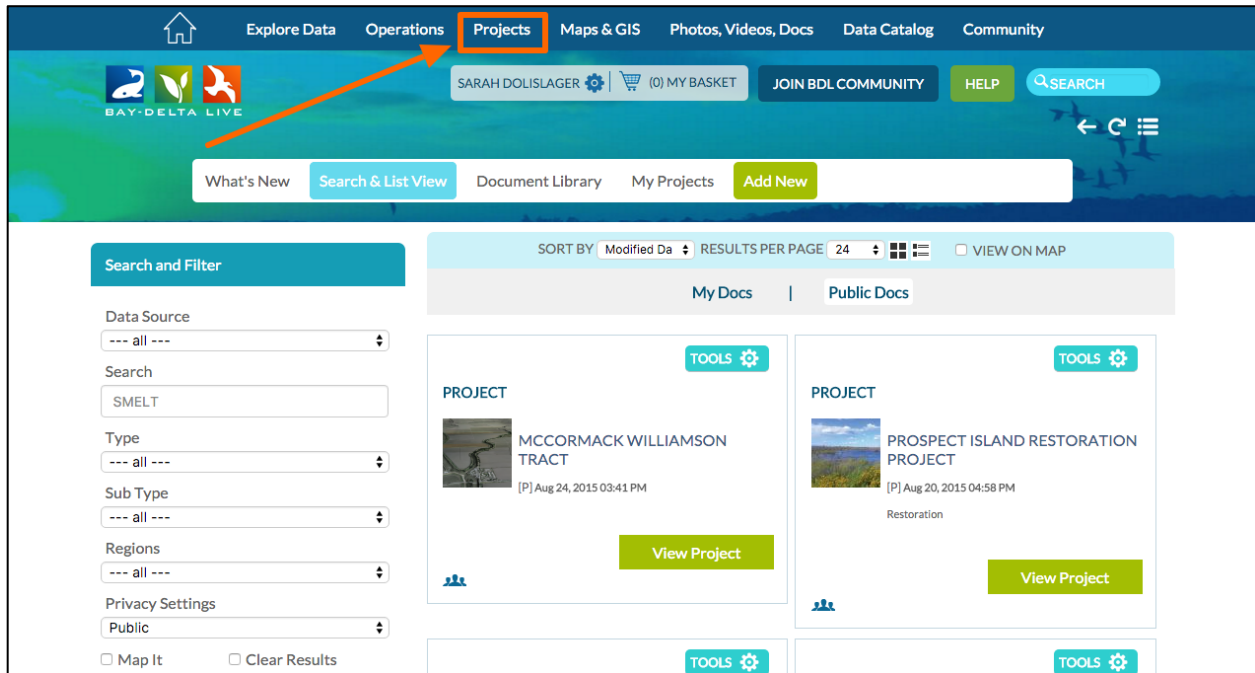 Explore Data Operations Projects Maps & GIS Photos, Videos, Docs Data Catalog Community
BAY-DELTA LIVE
SARAH DOLISLAGER (0) MY BASKET JOIN BDL COMMUNITY HELP SEARCH
What's New Search & List View Document Library My Projects Add New
Search and Filter
Data Source
--- all ---
Search
SMELT
Type
--- all ---
Sub Type
--- all ---
Regions
--- all ---
Privacy Settings
Public
Map It Clear Results
SORT BY Modified Da RESULTS PER PAGE 24 VIEW ON MAP
My Docs | Public Docs
TOOLS
PROJECT
MCCORMACK WILLIAMSON
TRACT
[P] Aug 24, 2015 03:41 PM
View Project
TOOLS
PROJECT
PROSPECT ISLAND RESTORATION
PROJECT
[P] Aug 20, 2015 04:58 PM
Restoration
View Project
TOOLS
TOOLS